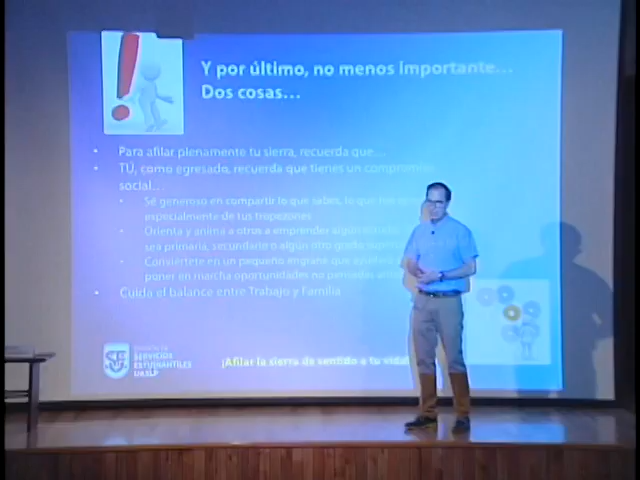 Y por último, no menos importante...
Dos cosas...
Para afilar plenamente tu sierra, recuerda que...
TÚ, como egresado, recuerda que tienes un compromiso
social...
Sé generoso en compartir lo que sabes, lo que
especialmente de tus tropezones
Orienta y anima a otros a emprender
sea primaria, secundaria o algún otro grado
Conviértete en un pequeño engrane que
poner en marcha oportunidades no pensadas
Cuida el balance entre Trabajo y Familia
SERVICIOS
ESTUDIANTILES
UASLP
¡Afilar la sierra de sentido a tu vida!